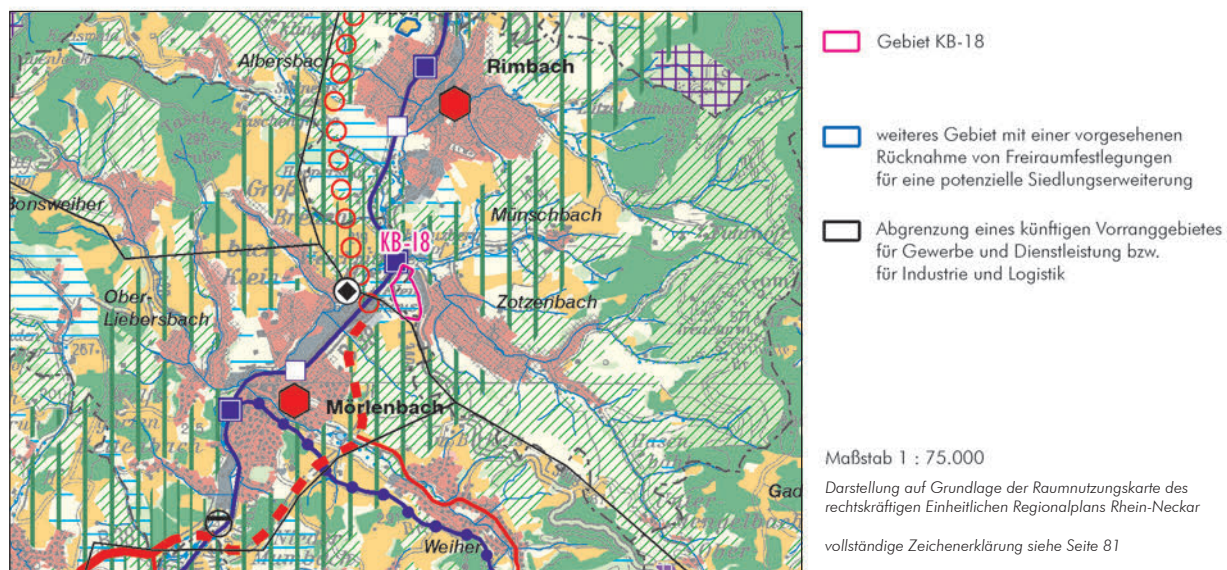 Rimbach
Albersbach
Bonsweiher
Münschbach
KB-18
Klein-
Ober-
Liebersbach
Zotzenbach
267
Mörlenbach
Weiher
Gad
Gebiet KB-18
weiteres Gebiet mit einer vorgesehenen
Rücknahme von Freiraumfestlegungen
für eine potenzielle Siedlungserweiterung
Abgrenzung eines künftigen Vorranggebietes
für Gewerbe und Dienstleistung bzw.
für Industrie und Logistik
Maßstab 1 : 75.000
Darstellung auf Grundlage der Raumnutzungskarte des
rechtskräftigen Einheitlichen Regionalplans Rhein-Neckar
vollständige Zeichenerklärung siehe Seite 81